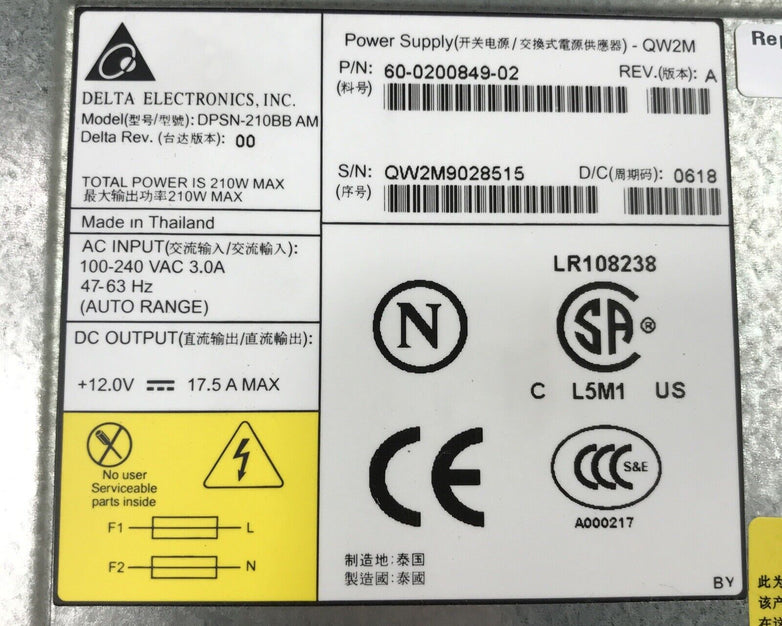 DELTA ELECTRONICS, INC.
Model(型号/型號): DPSN-210BB AM
Delta Rev. (台达版本): 00
TOTAL POWER IS 210W MAX
最大输出功率210W MAX
Made in Thailand
AC INPUT(交流输入/交流輸入):
100-240 VAC 3.0A
47-63 Hz
(AUTO RANGE)
DC OUTPUT(直流输出/直流輸出):
+12.0V 17.5 A MAX
No user
Serviceable
parts inside
F1 L
F2 N
Power Supply(开关电源/交換式電源供應器) - QW2M
P/N: 60-0200849-02 REV.(版本): A
(料号)
S/N: QW2M9028515 D/C(周期码): 0618
(序号)
LR108238
N
SA ®
C L5M1 US
CE
CCC S&E
A000217
制造地: 泰国
製造國: 泰國
BY
Rep
此为
该产